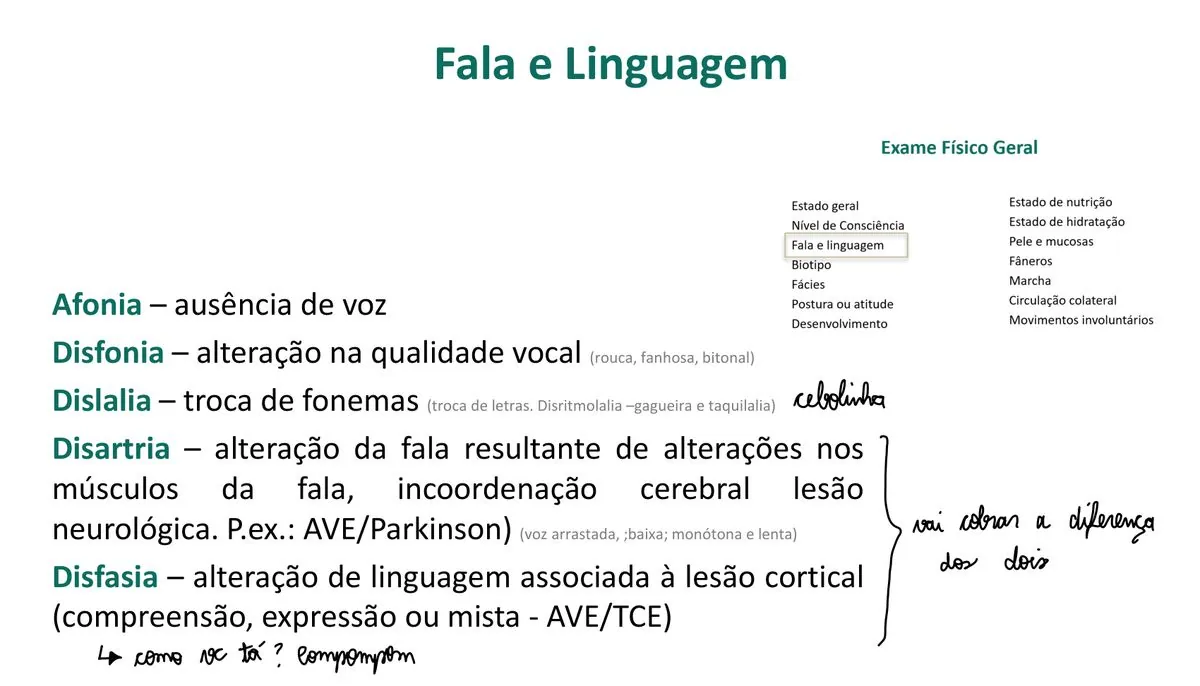 Fala e Linguagem
Exame Físico Geral
Estado geral
Nível de Consciência
Fala e linguagem
Biotipo
Fácies
Postura ou atitude
Desenvolvimento
Estado de nutrição
Estado de hidratação
Pele e mucosas
Fâneros
Marcha
Circulação colateral
Movimentos involuntários
Afonia – ausência de voz
Disfonia – alteração na qualidade vocal (rouca, fanhosa, bitonal)
Dislalia – troca de fonemas (troca de letras. Disritmolalia –gagueira e taquilalia) cebolinha
Disartria – alteração da fala resultante de alterações nos
músculos da fala, incoordenação cerebral lesão
neurológica. P.ex.: AVE/Parkinson) (voz arrastada, ;baixa; monótona e lenta)
Disfasia – alteração de linguagem associada à lesão cortical
(compreensão, expressão ou mista - AVE/TCE)
vai cobrar a diferença
dos dois
↳ como vc tá? compompom